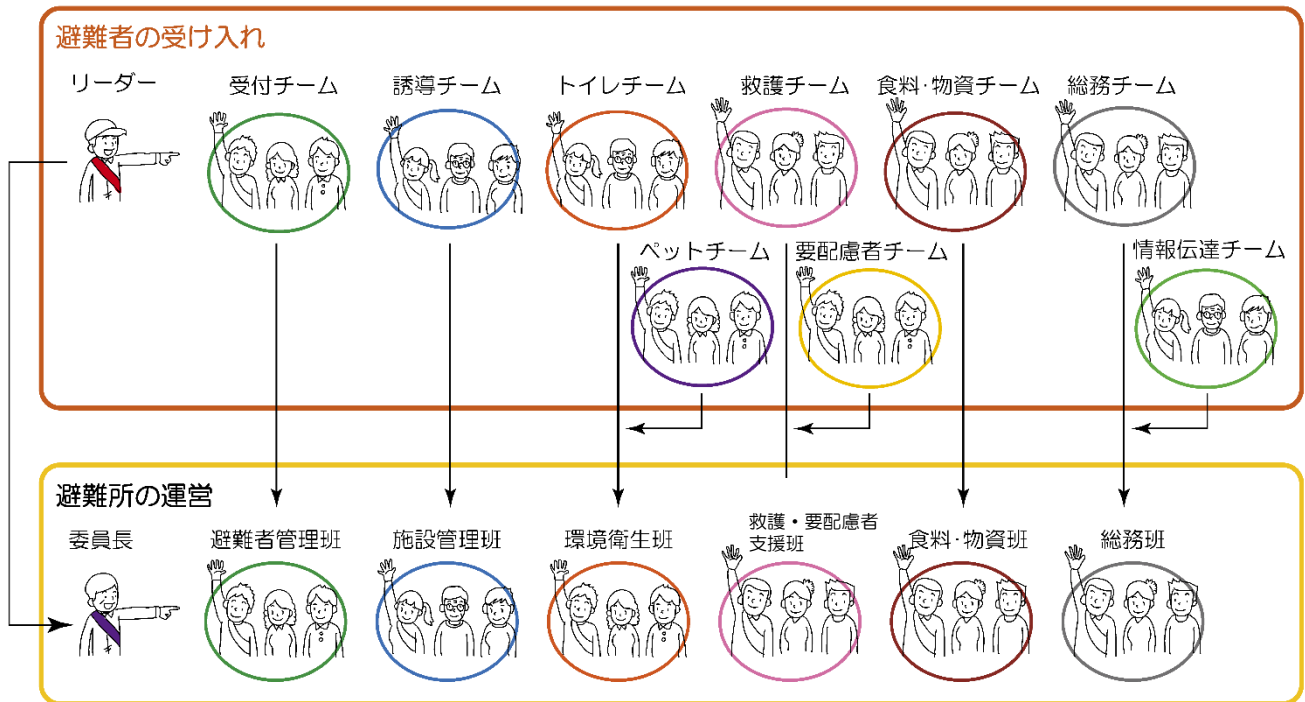 避難者の受け入れ
リーダー
受付チーム
誘導チーム
トイレチーム
救護チーム
食料・物資チーム
総務チーム
ペットチーム
要配慮者チーム
情報伝達チーム
避難所の運営
委員長
避難者管理班
施設管理班
環境衛生班
救護・要配慮者
支援班
食料・物資班
総務班